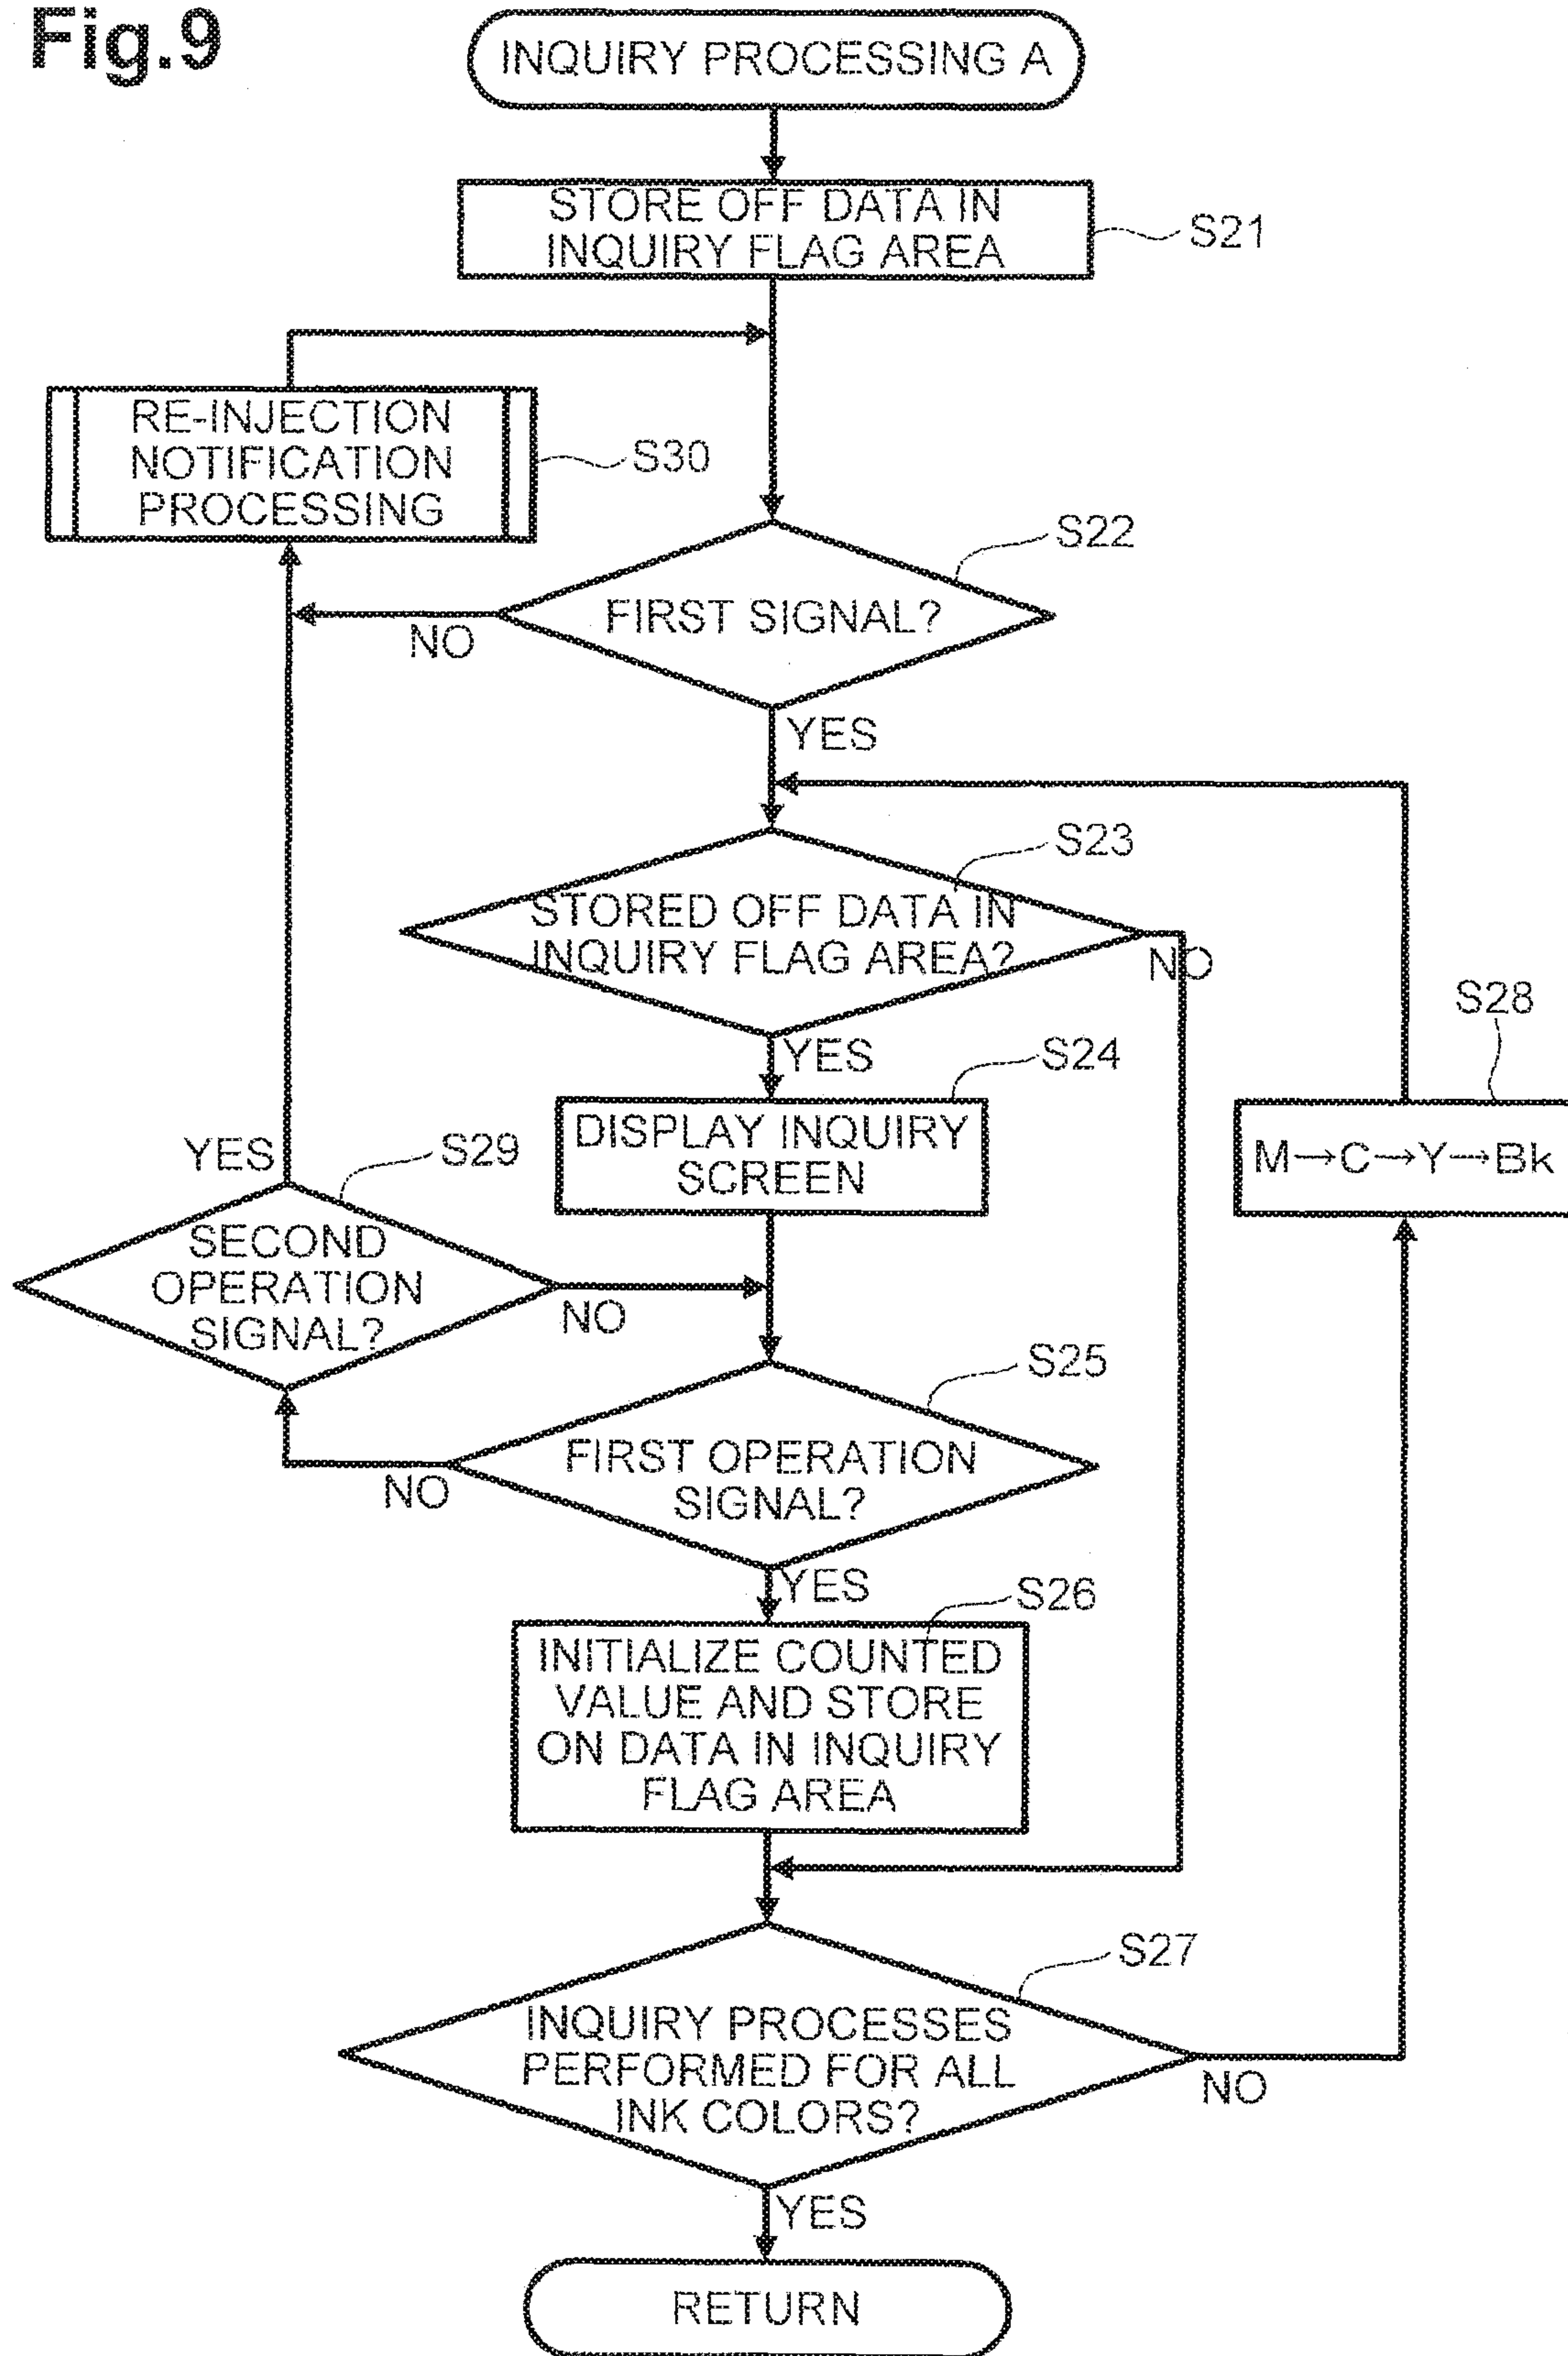 Fig.9
INQUIRY PROCESSING A
STORE OFF DATA IN
INQUIRY FLAG AREA
S21
RE-INJECTION
NOTIFICATION
PROCESSING
S30
S22
FIRST SIGNAL?
NO
YES
S23
STORED OFF DATA IN
INQUIRY FLAG AREA?
NO
S28
YES
S24
DISPLAY INQUIRY
SCREEN
M→C→Y→Bk
YES
S29
SECOND
OPERATION
SIGNAL?
NO
S25
FIRST OPERATION
SIGNAL?
NO
YES
S26
INITIALIZE COUNTED
VALUE AND STORE
ON DATA IN INQUIRY
FLAG AREA
S27
INQUIRY PROCESSES
PERFORMED FOR ALL
INK COLORS?
NO
YES
RETURN